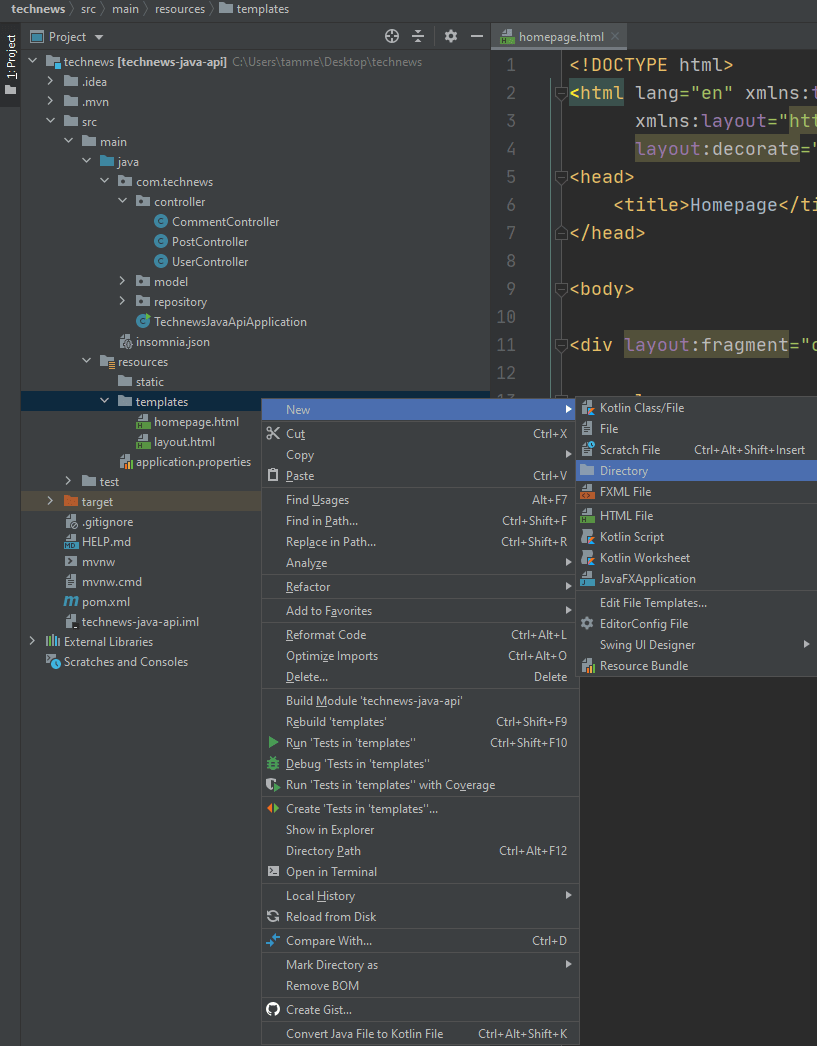 technews > src > main > resources > templates
1: Project
Project
technews [technews-java-api] C:\Users\tamme\Desktop\technews
.idea
.mvn
src
main
java
com.technews
controller
CommentController
PostController
UserController
model
repository
TechnewsJavaApiApplication
insomnia.json
resources
static
templates
homepage.html
layout.html
application.properties
test
target
.gitignore
HELP.md
mvnw
mvnw.cmd
pom.xml
technews-java-api.iml
External Libraries
Scratches and Consoles
homepage.html
1 <!DOCTYPE html>
2 <html lang="en" xmlns:t
3 xmlns:layout="htt
4 layout:decorate="
5 <head>
6 <title>Homepage</ti
7 </head>
8
9 <body>
10
11 <div layout:fragment="c
12
New
Cut Ctrl+X
Copy
Paste Ctrl+V
Find Usages Alt+F7
Find in Path... Ctrl+Shift+F
Replace in Path... Ctrl+Shift+R
Analyze
Refactor
Add to Favorites
Reformat Code Ctrl+Alt+L
Optimize Imports Ctrl+Alt+O
Delete... Delete
Build Module 'technews-java-api'
Rebuild 'templates' Ctrl+Shift+F9
Run 'Tests in 'templates'' Ctrl+Shift+F10
Debug 'Tests in 'templates''
Run 'Tests in 'templates'' with Coverage
Create 'Tests in 'templates''...
Show in Explorer
Directory Path Ctrl+Alt+F12
Open in Terminal
Local History
Reload from Disk
Compare With... Ctrl+D
Mark Directory as
Remove BOM
Create Gist...
Convert Java File to Kotlin File Ctrl+Alt+Shift+K
Kotlin Class/File
File
Scratch File Ctrl+Alt+Shift+Insert
Directory
FXML File
HTML File
Kotlin Script
Kotlin Worksheet
JavaFXApplication
Edit File Templates...
EditorConfig File
Swing UI Designer
Resource Bundle